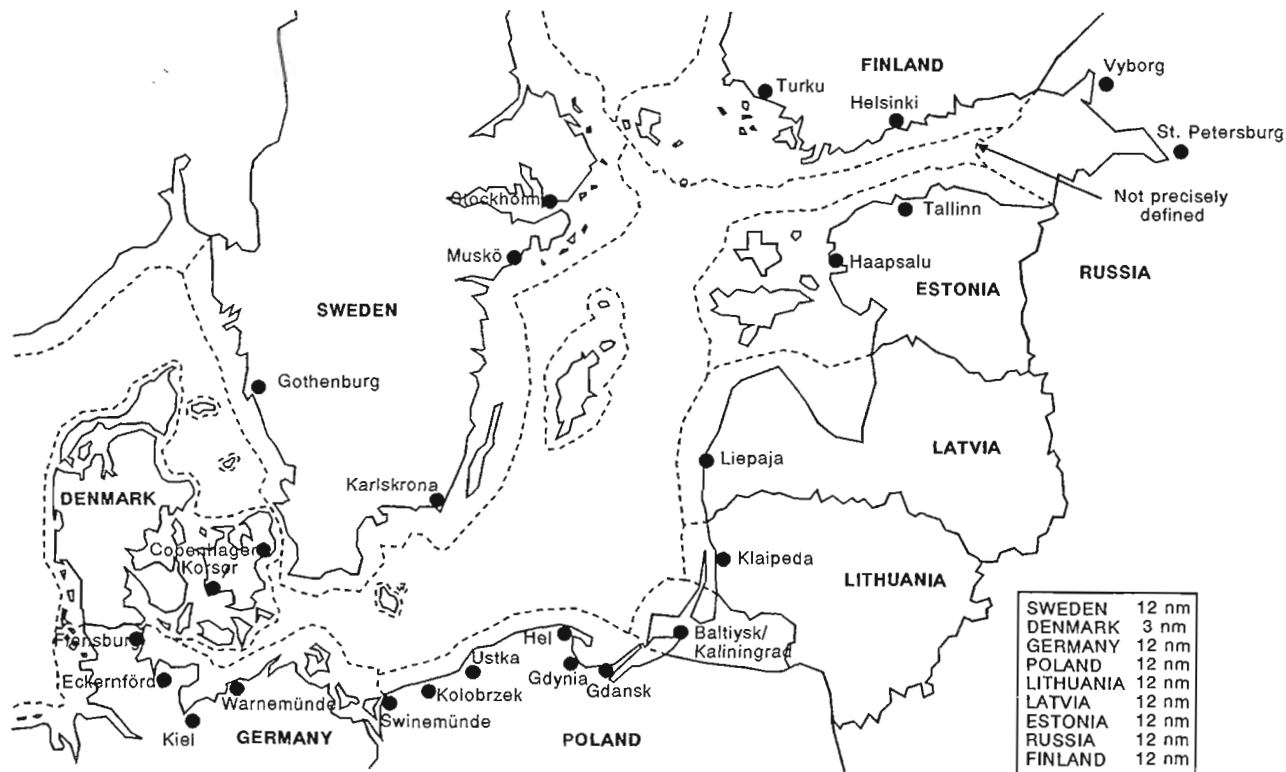 FINLAND
Vyborg
Turku
Helsinki
St. Petersburg
Not precisely
defined
Stockholm
Tallinn
Muskö
Haapsalu
RUSSIA
ESTONIA
SWEDEN
Gothenburg
LATVIA
Liepaja
Karlskrona
DENMARK
Copenhagen
Korsør
Klaipeda
LITHUANIA
Flensburg
Hel
Baltiysk/
Kaliningrad
Ustka
Gdynia
Gdansk
Eckernförd
Warnemünde
Kolobrzek
Swinemünde
Kiel
GERMANY
POLAND
SWEDEN 12 nm
DENMARK 3 nm
GERMANY 12 nm
POLAND 12 nm
LITHUANIA 12 nm
LATVIA 12 nm
ESTONIA 12 nm
RUSSIA 12 nm
FINLAND 12 nm